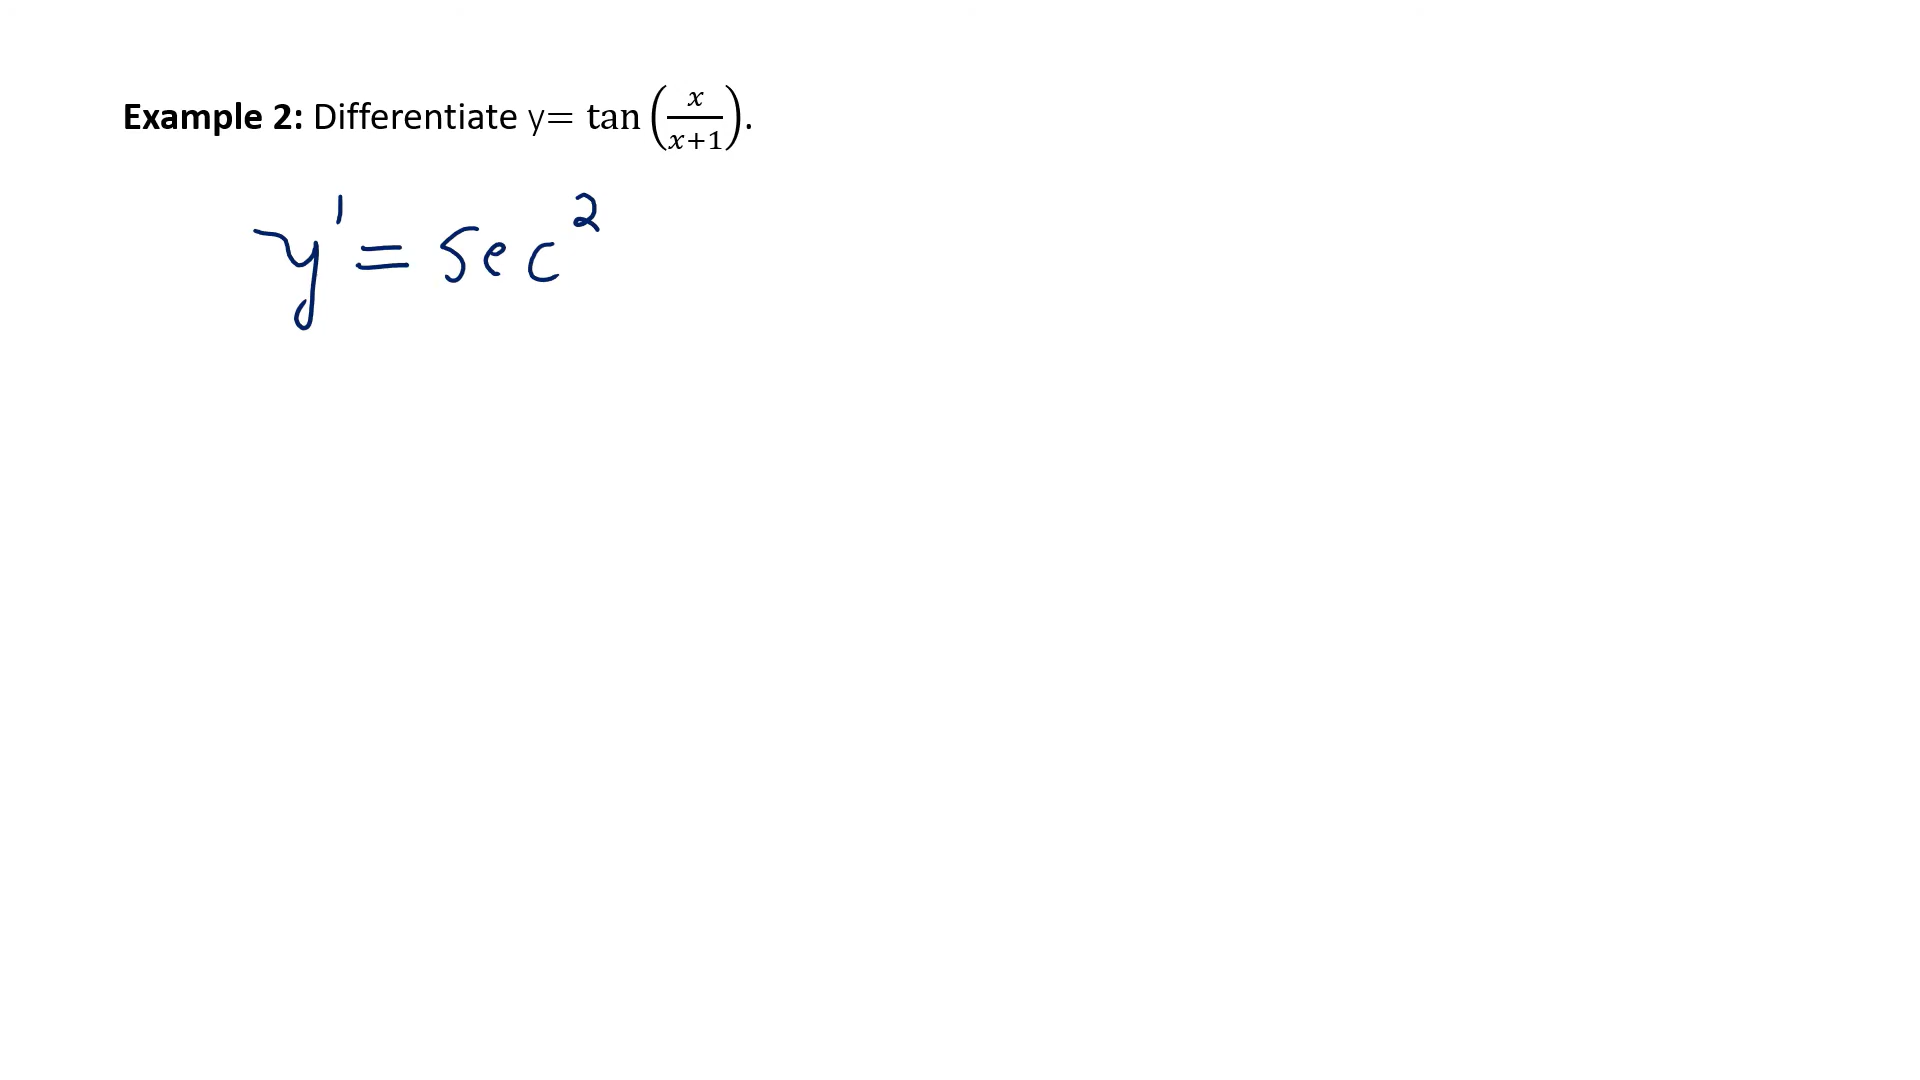 Example 2: Differentiate y= tan (x/(x+1)).
y' = sec²